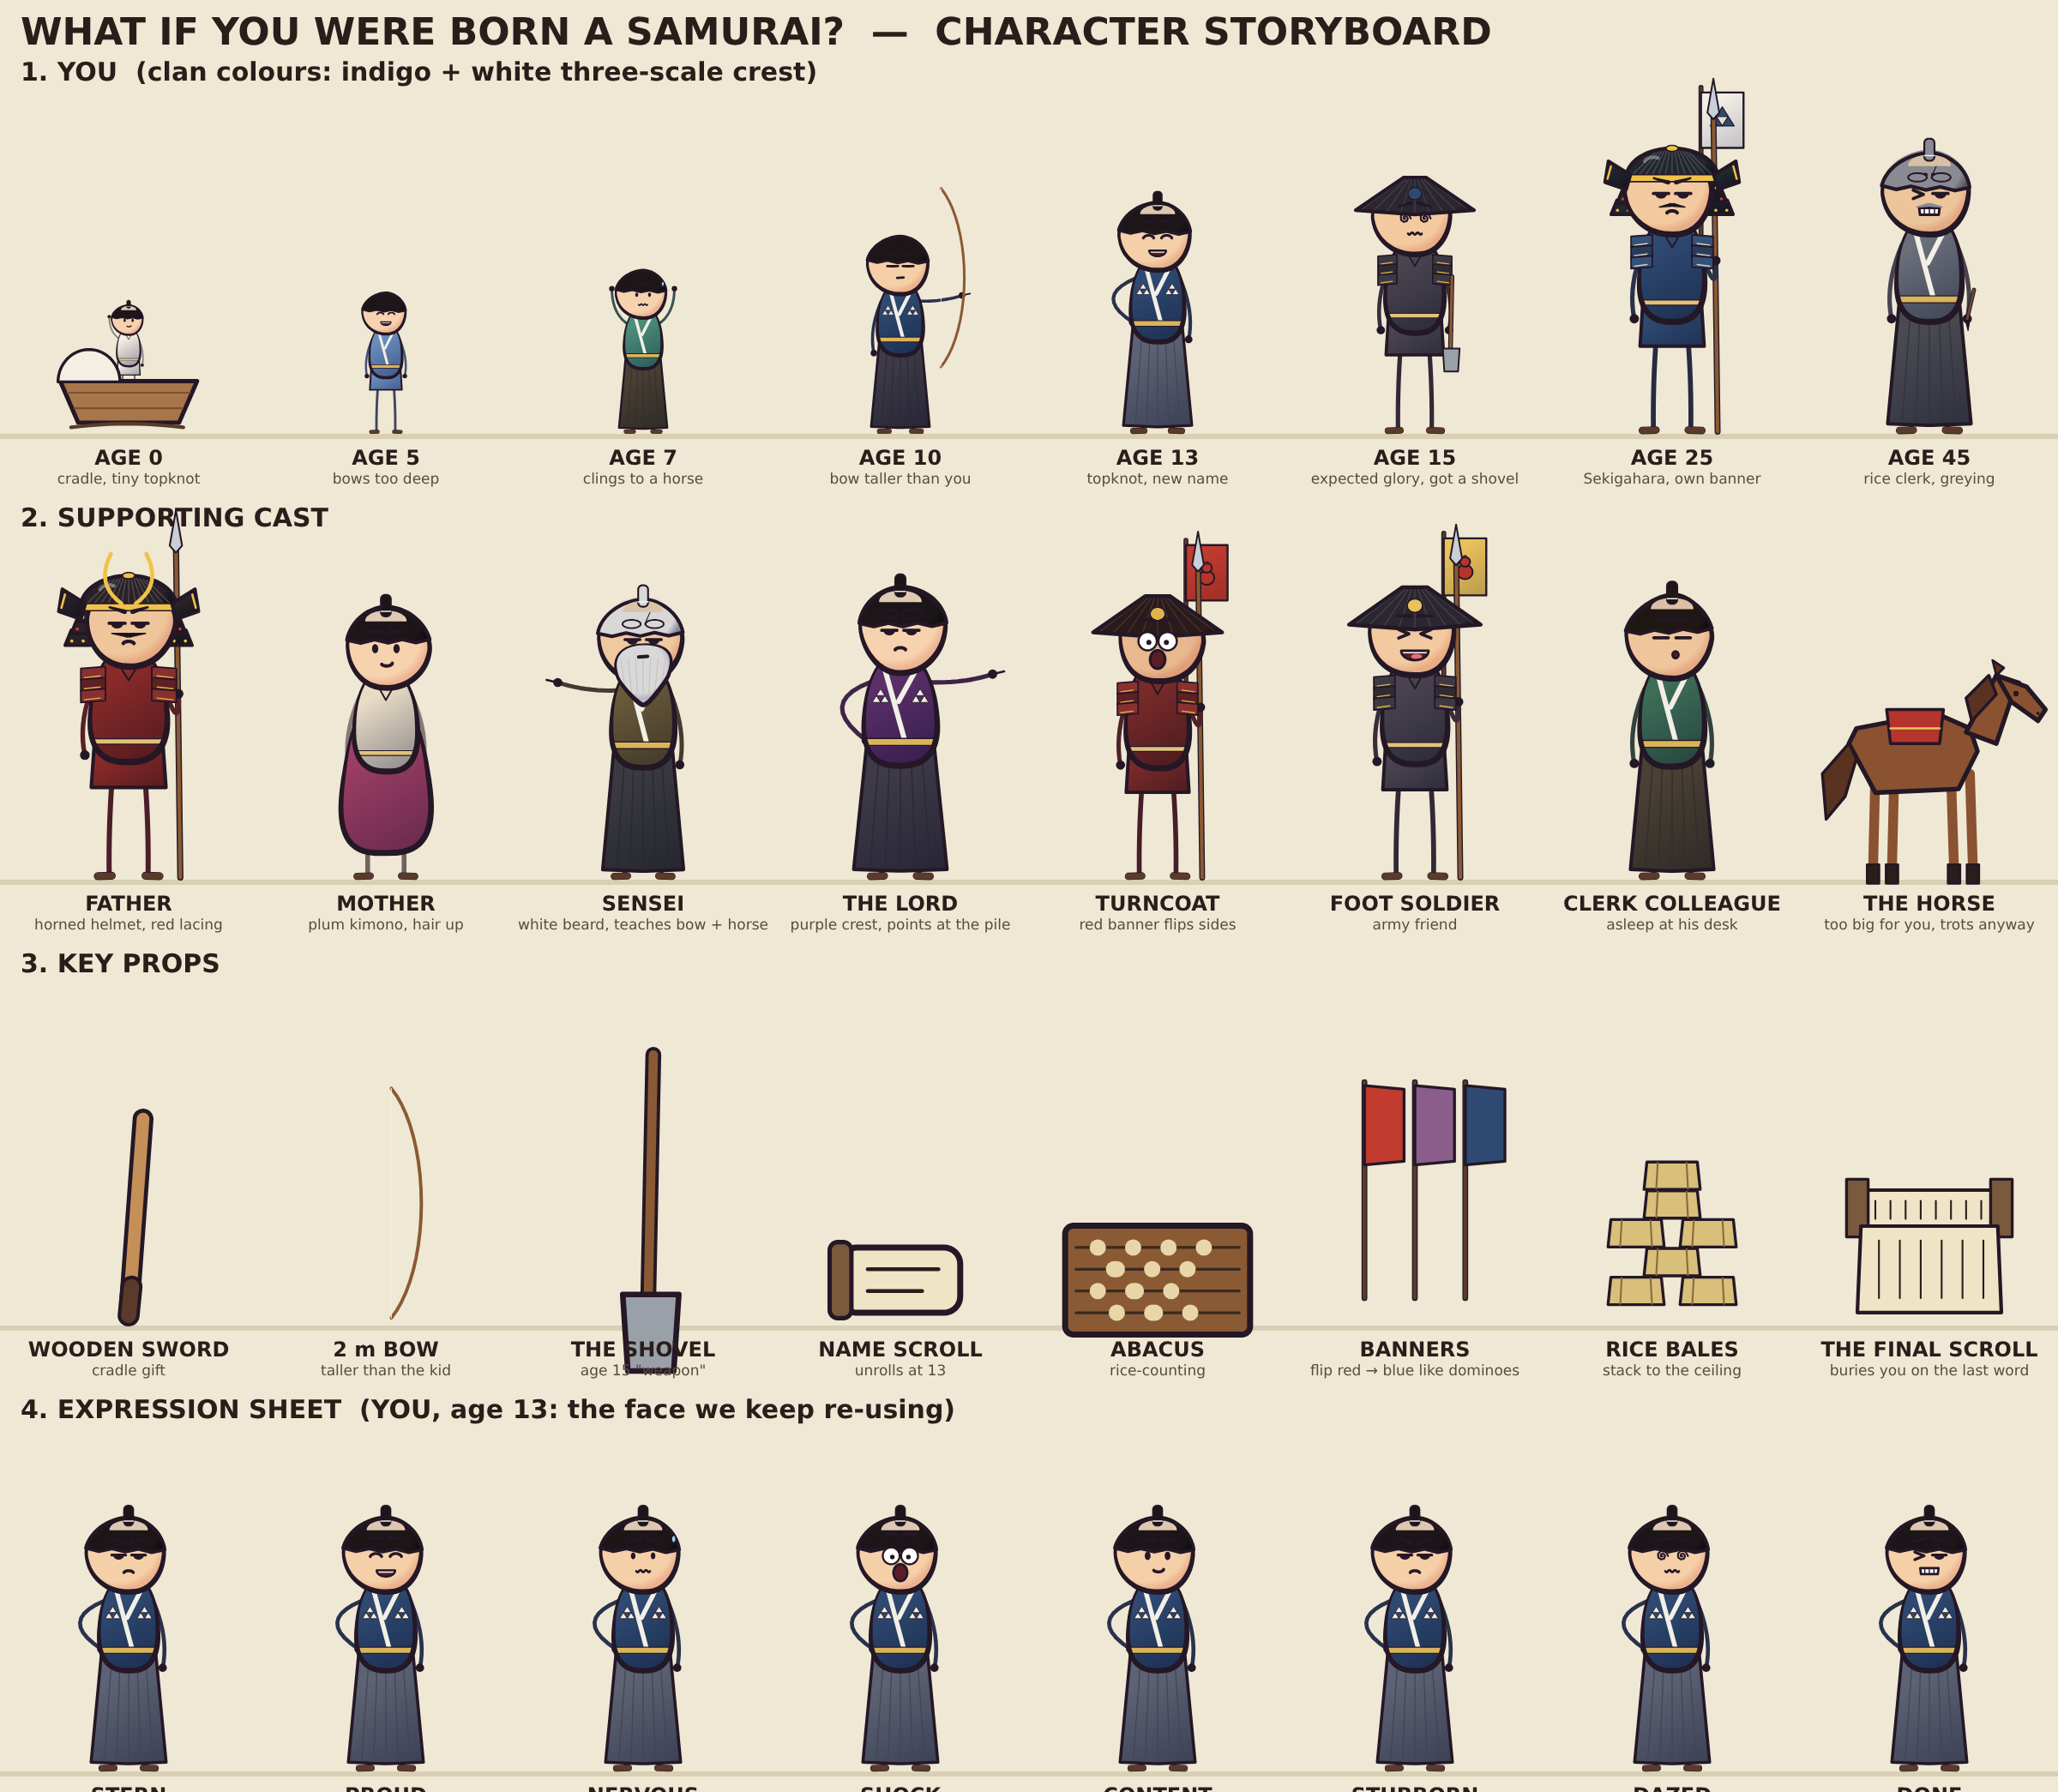 WHAT IF YOU WERE BORN A SAMURAI? — CHARACTER STORYBOARD
1. YOU (clan colours: indigo + white three-scale crest)
AGE 0
cradle, tiny topknot
AGE 5
bows too deep
AGE 7
clings to a horse
AGE 10
bow taller than you
AGE 13
topknot, new name
AGE 15
expected glory, got a shovel
AGE 25
Sekigahara, own banner
AGE 45
rice clerk, greying
2. SUPPORTING CAST
FATHER
horned helmet, red lacing
MOTHER
plum kimono, hair up
SENSEI
white beard, teaches bow + horse
THE LORD
purple crest, points at the pile
TURNCOAT
red banner flips sides
FOOT SOLDIER
army friend
CLERK COLLEAGUE
asleep at his desk
THE HORSE
too big for you, trots anyway
3. KEY PROPS
WOODEN SWORD
cradle gift
2 m BOW
taller than the kid
THE SHOVEL
age 15 "weapon"
NAME SCROLL
unrolls at 13
ABACUS
rice-counting
BANNERS
flip red → blue like dominoes
RICE BALES
stack to the ceiling
THE FINAL SCROLL
buries you on the last word
4. EXPRESSION SHEET (YOU, age 13: the face we keep re-using)
STERN
PROUD
NERVOUS
SHOCK
CONTENT
STUBBORN
DAZED
DONE